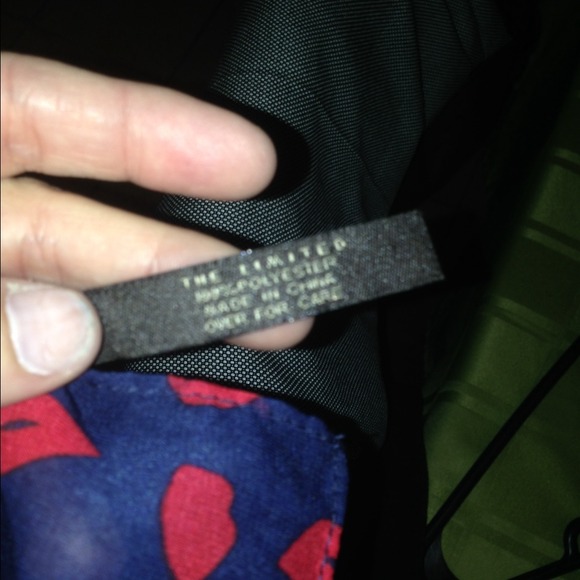 THE LIMITED
100% POLYESTER
MADE IN CHINA
OVER FOR CARE